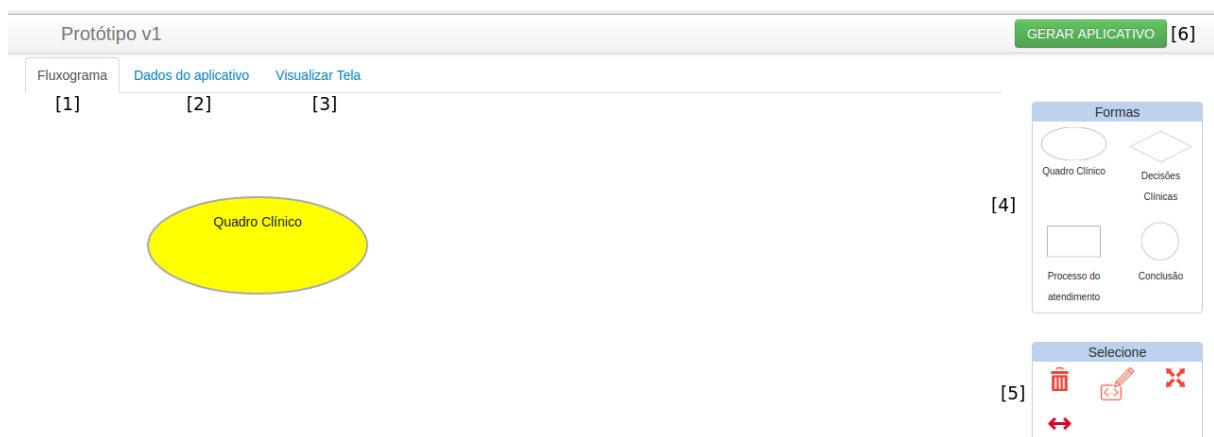 Protótipo v1
GERAR APLICATIVO [6]
Fluxograma Dados do aplicativo Visualizar Tela
[1] [2] [3]
Formas
Quadro Clínico
Decisões
Clínicas
[4]
Quadro Clínico
Processo do
atendimento
Conclusão
Selecione
[5]